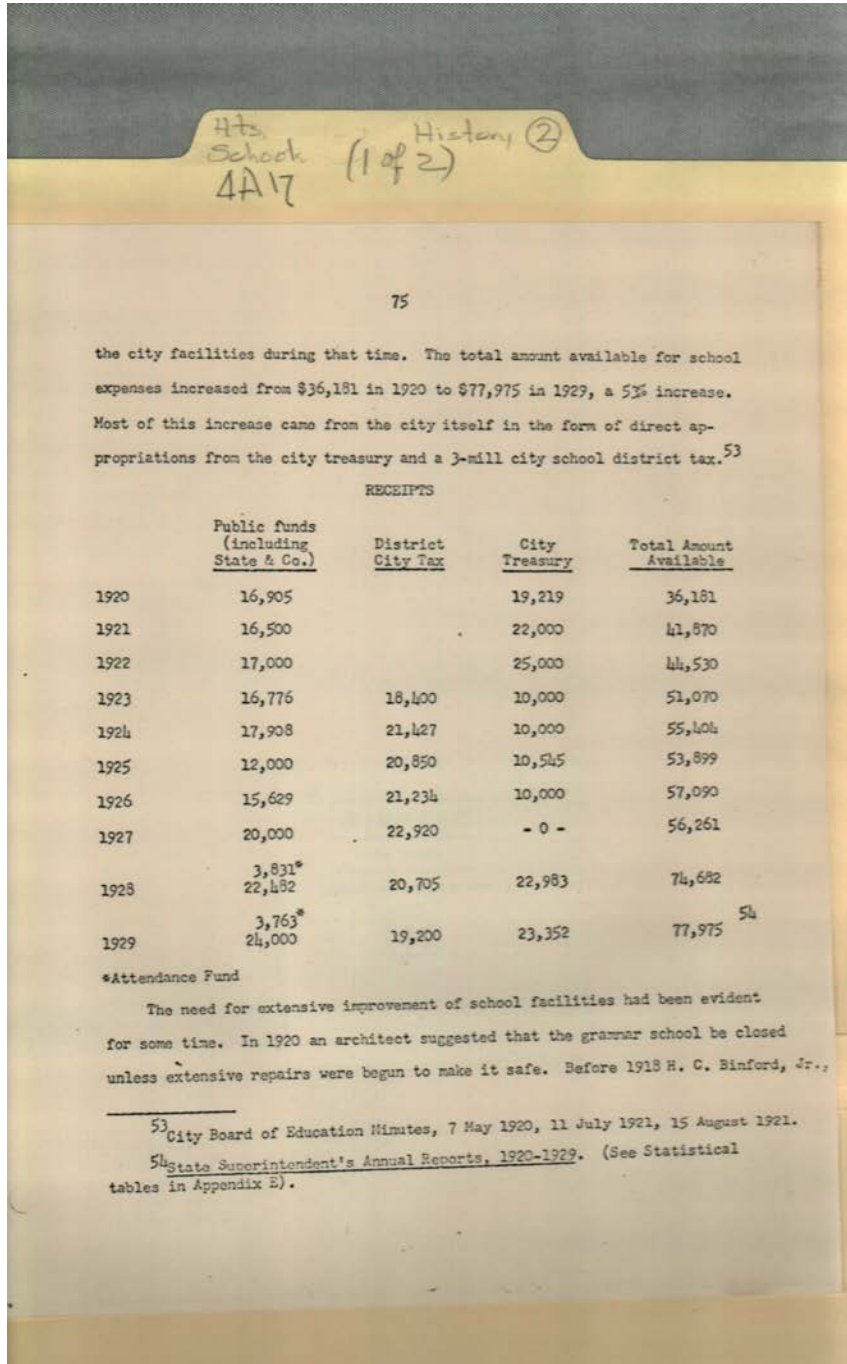 Hts. History 2
School (1 of 2)
4A17
75
the city facilities during that time. The total amount available for school
expenses increased from $36,181 in 1920 to $77,975 in 1929, a 53% increase.
Most of this increase came from the city itself in the form of direct ap-
propriations from the city treasury and a 3-mill city school district tax.53
RECEIPTS
Public funds
(including District City Total Amount
State & Co.) City Tax Treasury Available
1920 16,905 19,219 36,181
1921 16,500 22,000 41,870
1922 17,000 25,000 44,530
1923 16,776 18,400 10,000 51,070
1924 17,908 21,427 10,000 55,404
1925 12,000 20,850 10,545 53,899
1926 15,629 21,234 10,000 57,090
1927 20,000 22,920 - 0 - 56,261
3,831*
1928 22,482 20,705 22,983 74,682
3,763* 54
1929 24,000 19,200 23,352 77,975
*Attendance Fund
The need for extensive improvement of school facilities had been evident
for some time. In 1920 an architect suggested that the grammar school be closed
unless extensive repairs were begun to make it safe. Before 1918 H. C. Binford, Jr.,
53City Board of Education Minutes, 7 May 1920, 11 July 1921, 15 August 1921.
54State Superintendent's Annual Reports, 1920-1929. (See Statistical
tables in Appendix E).